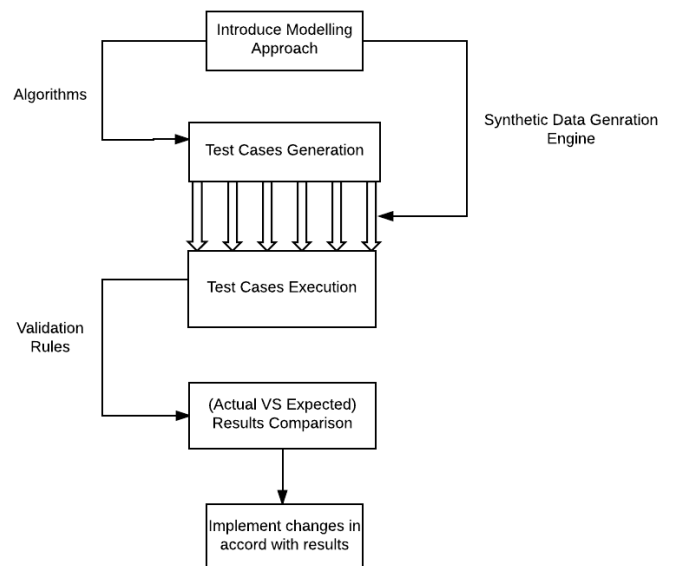 Introduce Modelling
Approach
Algorithms
Synthetic Data Genration
Engine
Test Cases Generation
Test Cases Execution
Validation
Rules
(Actual VS Expected)
Results Comparison
Implement changes in
accord with results